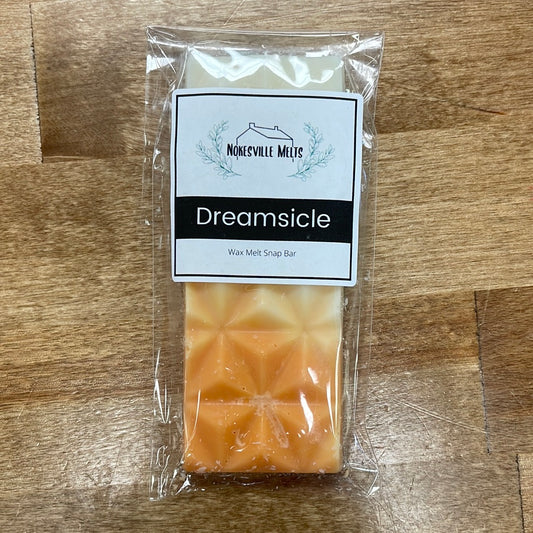 Nokesville Melts
Dreamsicle
Wax Melt Snap Bar